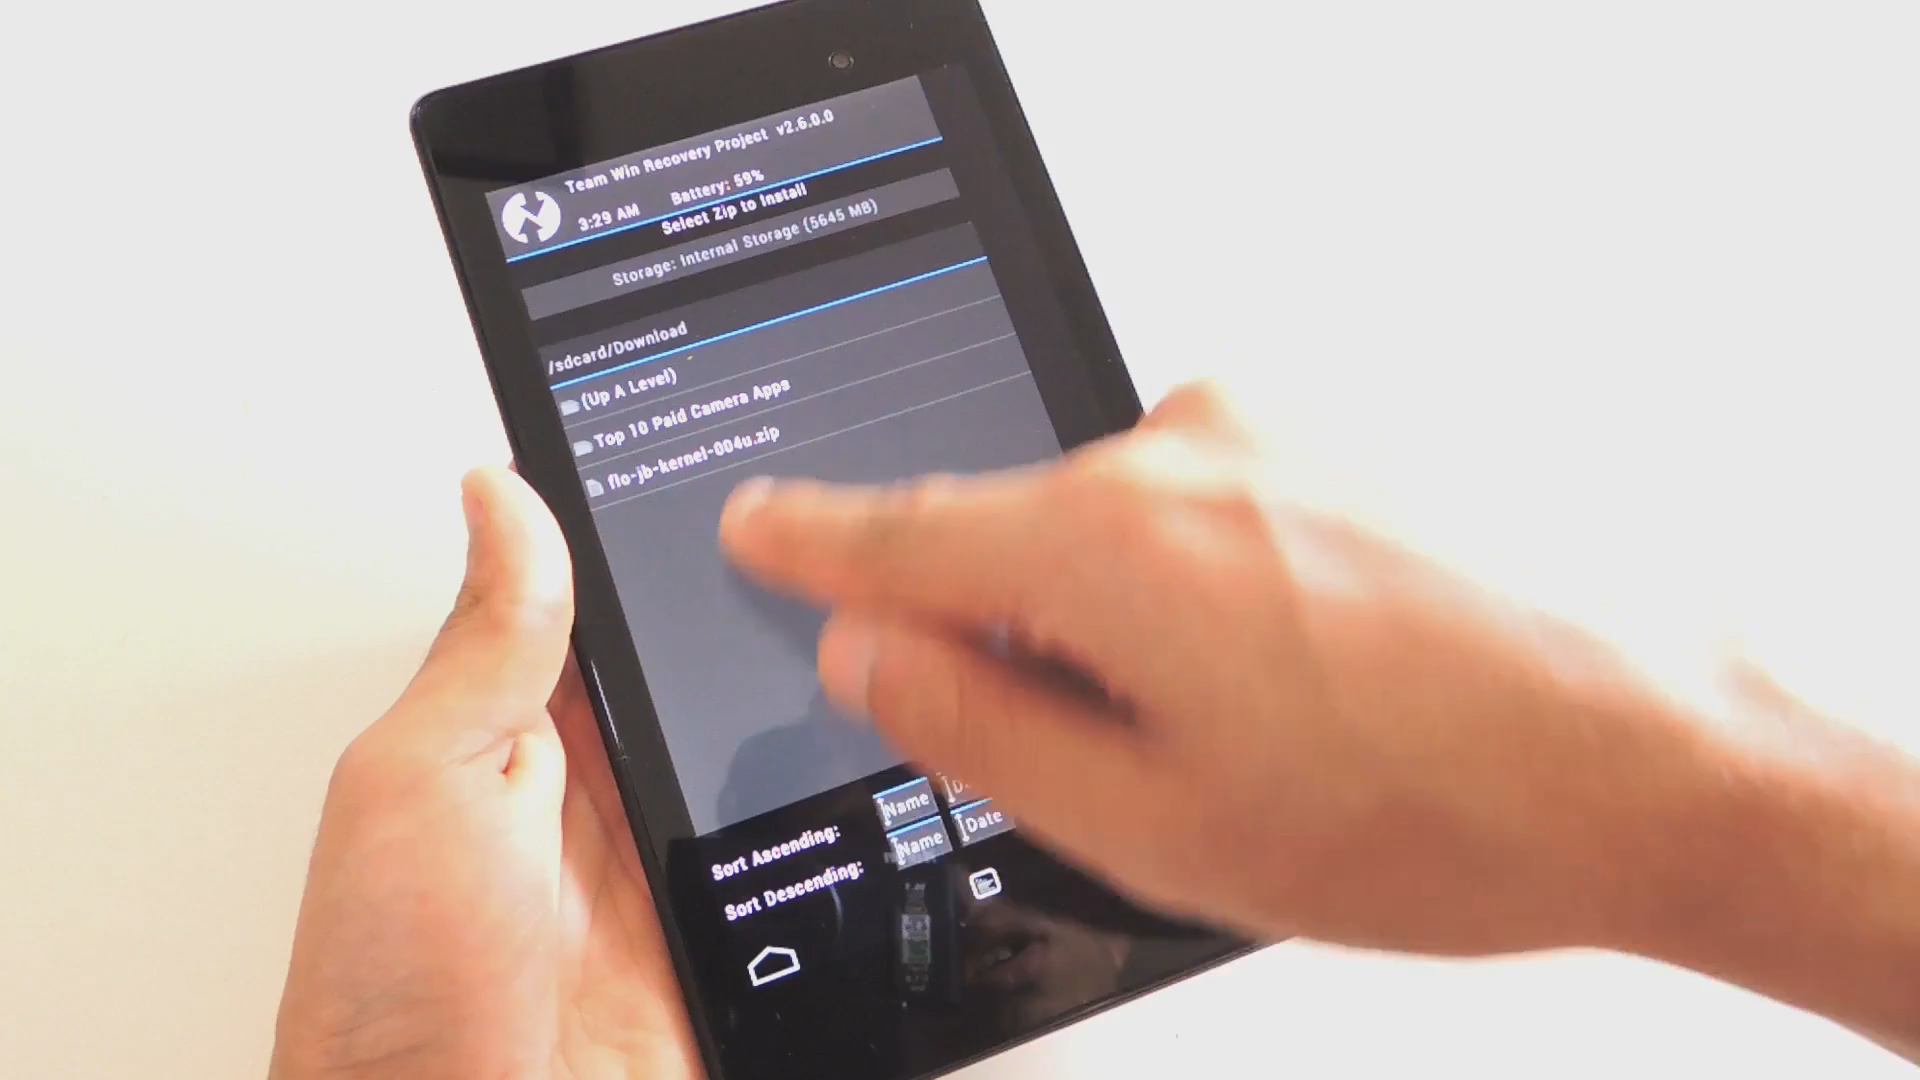 Team Win Recovery Project v2.6.0.0
3:29 AM Battery: 59%
Select Zip to Install
Storage: Internal Storage (5645 MB)
/sdcard/Download
(Up A Level)
Top 10 Paid Camera Apps
flo-jb-kernel-004u.zip
Sort Ascending: Name
Sort Descending: Name Date